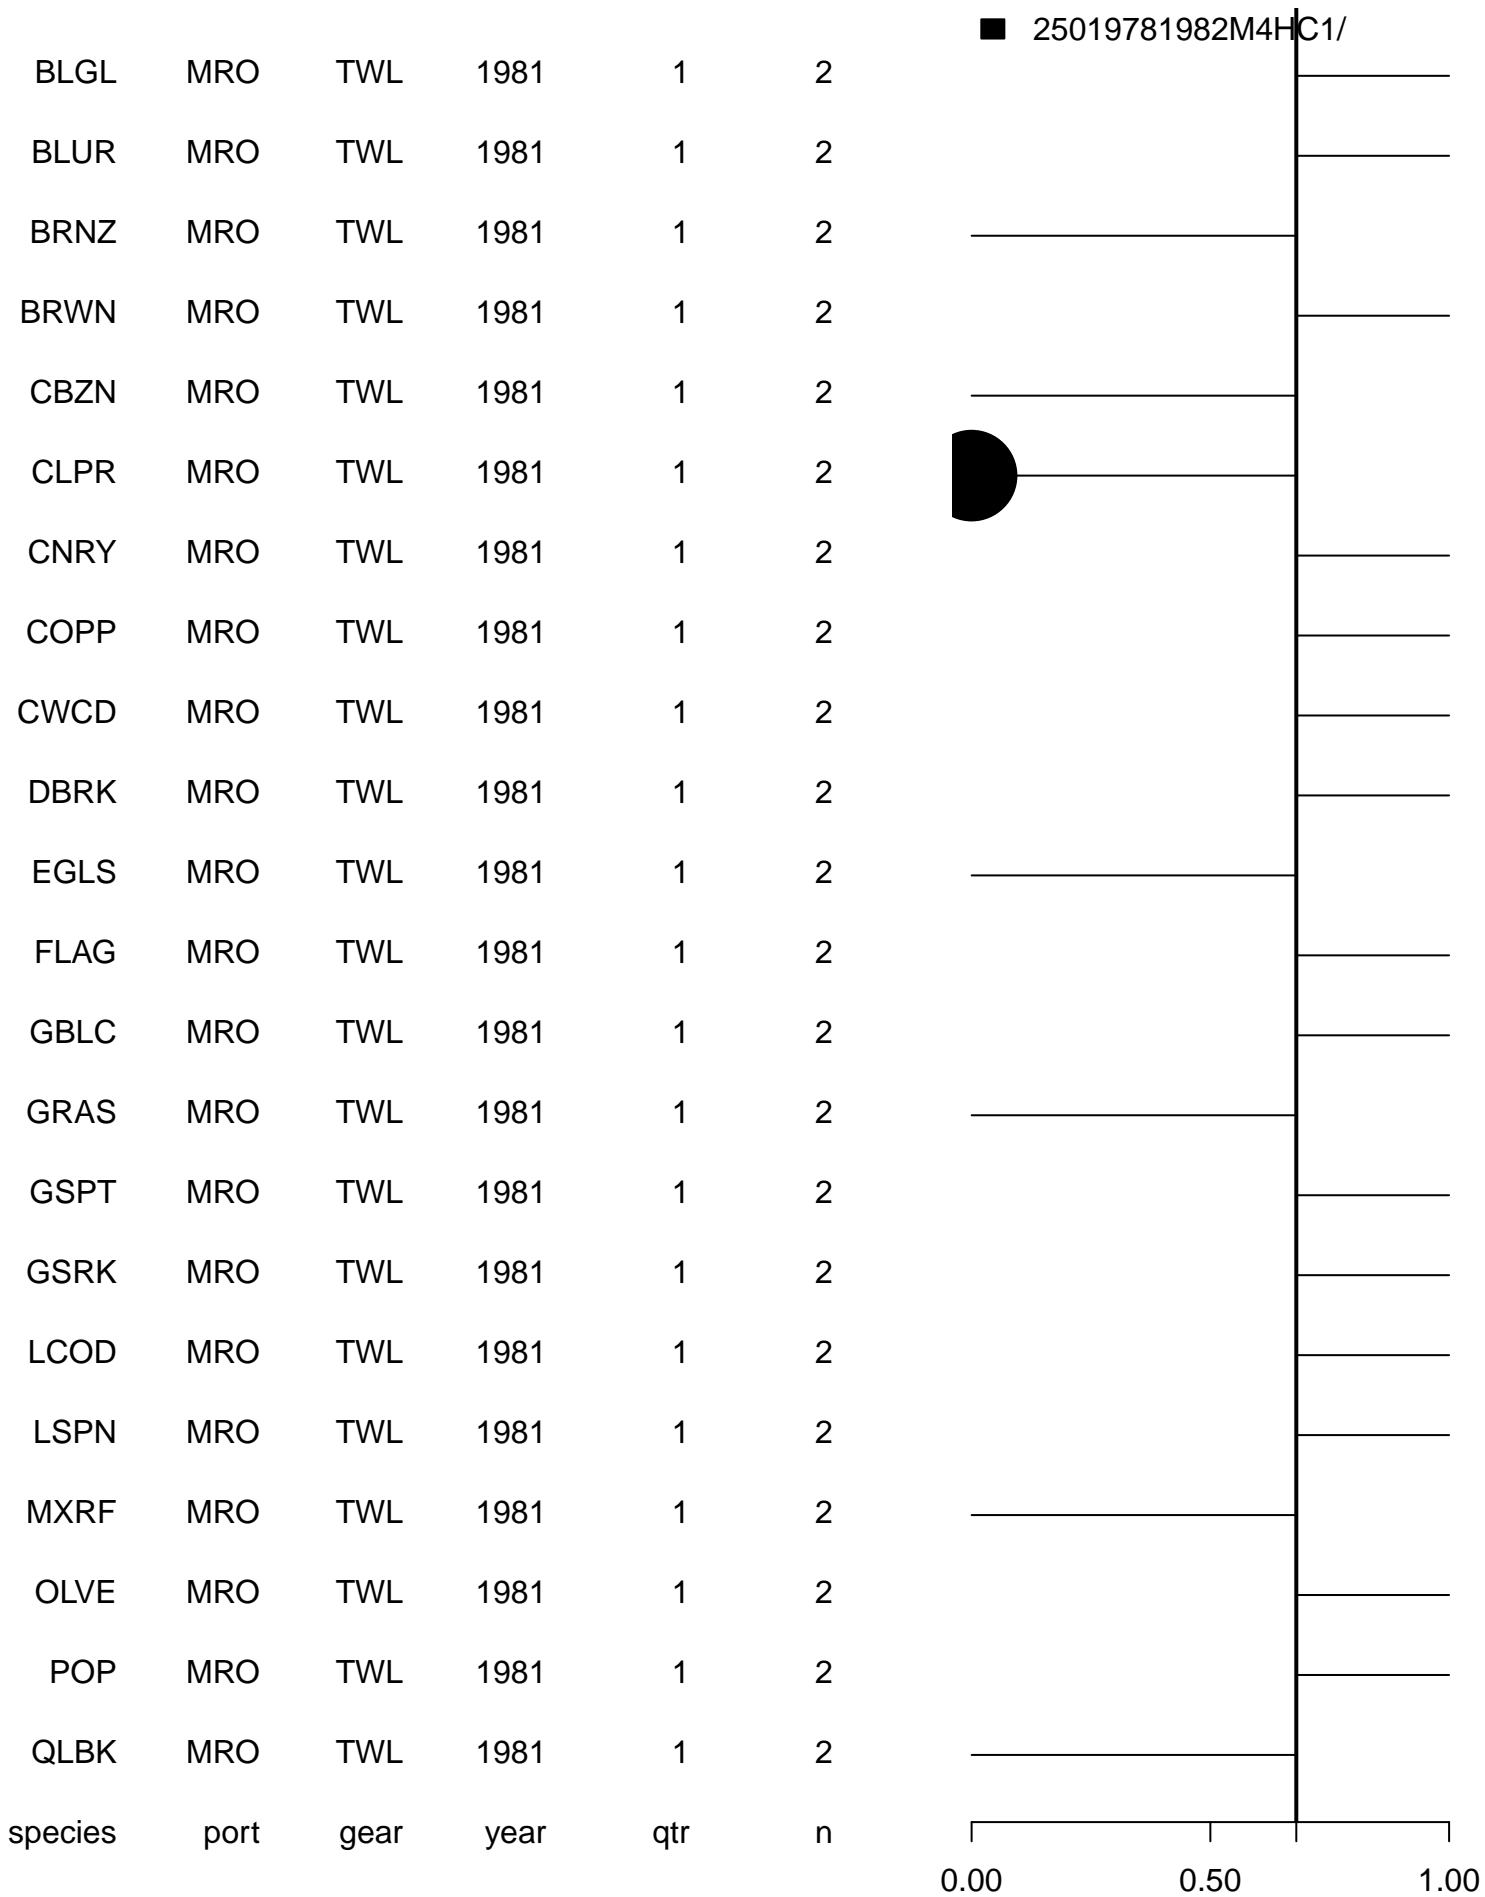 25019781982M4HC1/
BLGL MRO TWL 1981 1 2
BLUR MRO TWL 1981 1 2
BRNZ MRO TWL 1981 1 2
BRWN MRO TWL 1981 1 2
CBZN MRO TWL 1981 1 2
CLPR MRO TWL 1981 1 2
CNRY MRO TWL 1981 1 2
COPP MRO TWL 1981 1 2
CWCD MRO TWL 1981 1 2
DBRK MRO TWL 1981 1 2
EGLS MRO TWL 1981 1 2
FLAG MRO TWL 1981 1 2
GBLC MRO TWL 1981 1 2
GRAS MRO TWL 1981 1 2
GSPT MRO TWL 1981 1 2
GSRK MRO TWL 1981 1 2
LCOD MRO TWL 1981 1 2
LSPN MRO TWL 1981 1 2
MXRF MRO TWL 1981 1 2
OLVE MRO TWL 1981 1 2
POP MRO TWL 1981 1 2
QLBK MRO TWL 1981 1 2
species port gear year qtr n
0.00 0.50 1.00